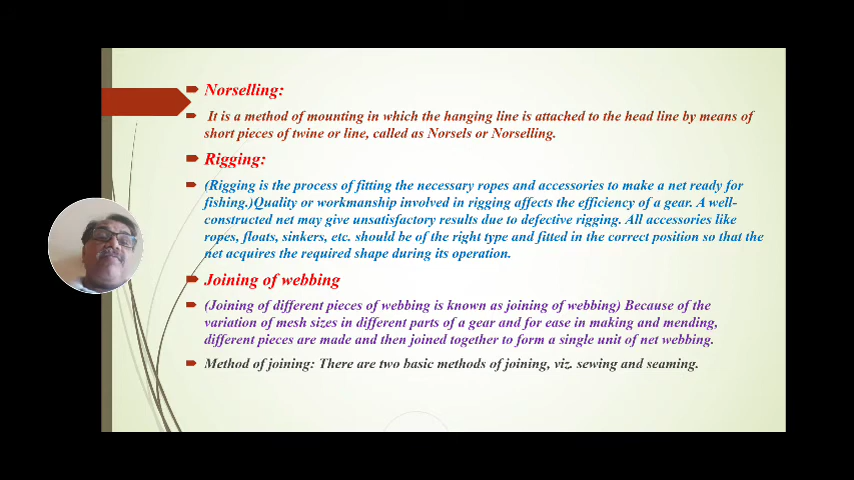 Norselling:
It is a method of mounting in which the hanging line is attached to the head line by means of
short pieces of twine or line, called as Norsels or Norselling.
Rigging:
(Rigging is the process of fitting the necessary ropes and accessories to make a net ready for
fishing.)Quality or workmanship involved in rigging affects the efficiency of a gear. A well-
constructed net may give unsatisfactory results due to defective rigging. All accessories like
ropes, floats, sinkers, etc. should be of the right type and fitted in the correct position so that the
net acquires the required shape during its operation.
Joining of webbing
(Joining of different pieces of webbing is known as joining of webbing) Because of the
variation of mesh sizes in different parts of a gear and for ease in making and mending,
different pieces are made and then joined together to form a single unit of net webbing.
Method of joining: There are two basic methods of joining, viz. sewing and seaming.